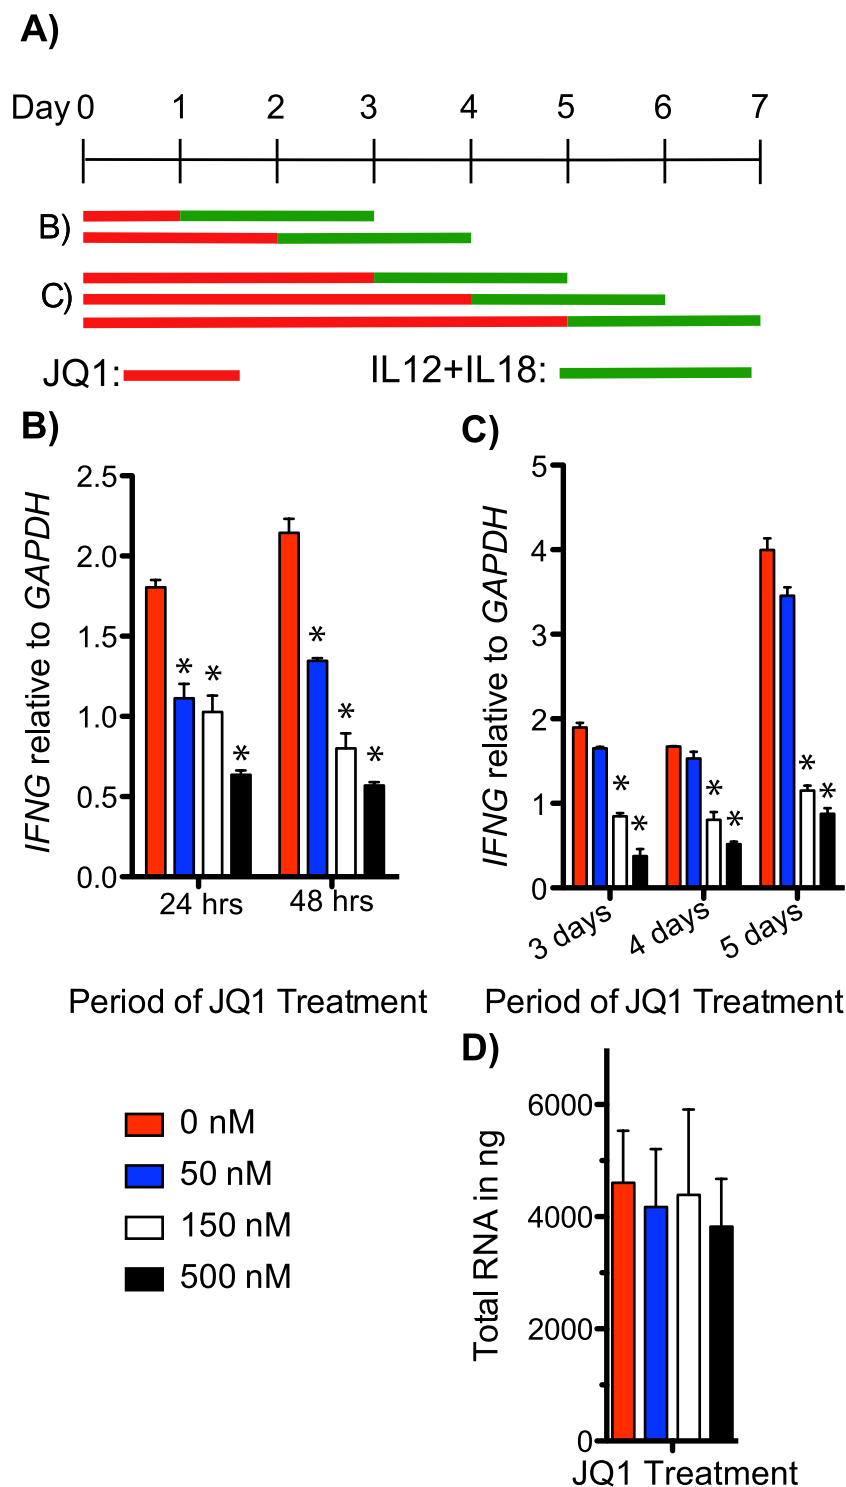 A)
Day 0 1 2 3 4 5 6 7
B)
C)
JQ1: IL12+IL18:
B)
IFNG relative to GAPDH
2.5
2.0
1.5
1.0
0.5
0.0
* * *
* * *
24 hrs 48 hrs
Period of JQ1 Treatment
C)
IFNG relative to GAPDH
5
4
3
2
1
0
* *
* *
* *
3 days 4 days 5 days
Period of JQ1 Treatment
0 nM
50 nM
150 nM
500 nM
D)
Total RNA in ng
6000
4000
2000
0
JQ1 Treatment